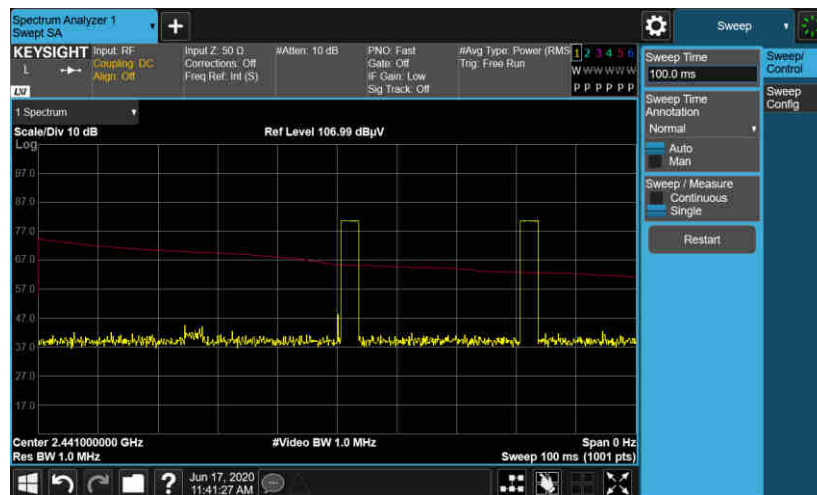 Spectrum Analyzer 1
Swept SA
+
Sweep
KEYSIGHT
L
LXI
Input: RF
Coupling: DC
Align: Off
Input Z: 50 Ω
Corrections: Off
Freq Ref: Int (S)
#Atten: 10 dB
PNO: Fast
Gate: Off
IF Gain: Low
Sig Track: Off
#Avg Type: Power (RMS
Trig: Free Run
1 2 3 4 5 6
W W W W W W
P P P P P P
1 Spectrum
Scale/Div 10 dB
Ref Level 106.99 dBµV
Log
97.0
87.0
77.0
67.0
57.0
47.0
37.0
27.0
17.0
Center 2.441000000 GHz
#Video BW 1.0 MHz
Span 0 Hz
Res BW 1.0 MHz
Sweep 100 ms (1001 pts)
Sweep Time
100.0 ms
Sweep Time
Annotation
Normal
Auto
Man
Sweep / Measure
Continuous
Single
Restart
Sweep/
Control
Sweep
Config
?
Jun 17, 2020
11:41:27 AM